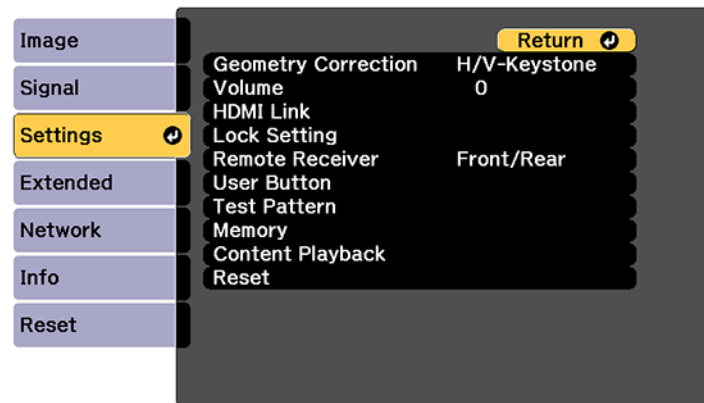 Image
Signal
Settings
Extended
Network
Info
Reset
Return
Geometry Correction H/V-Keystone
Volume 0
HDMI Link
Lock Setting
Remote Receiver Front/Rear
User Button
Test Pattern
Memory
Content Playback
Reset